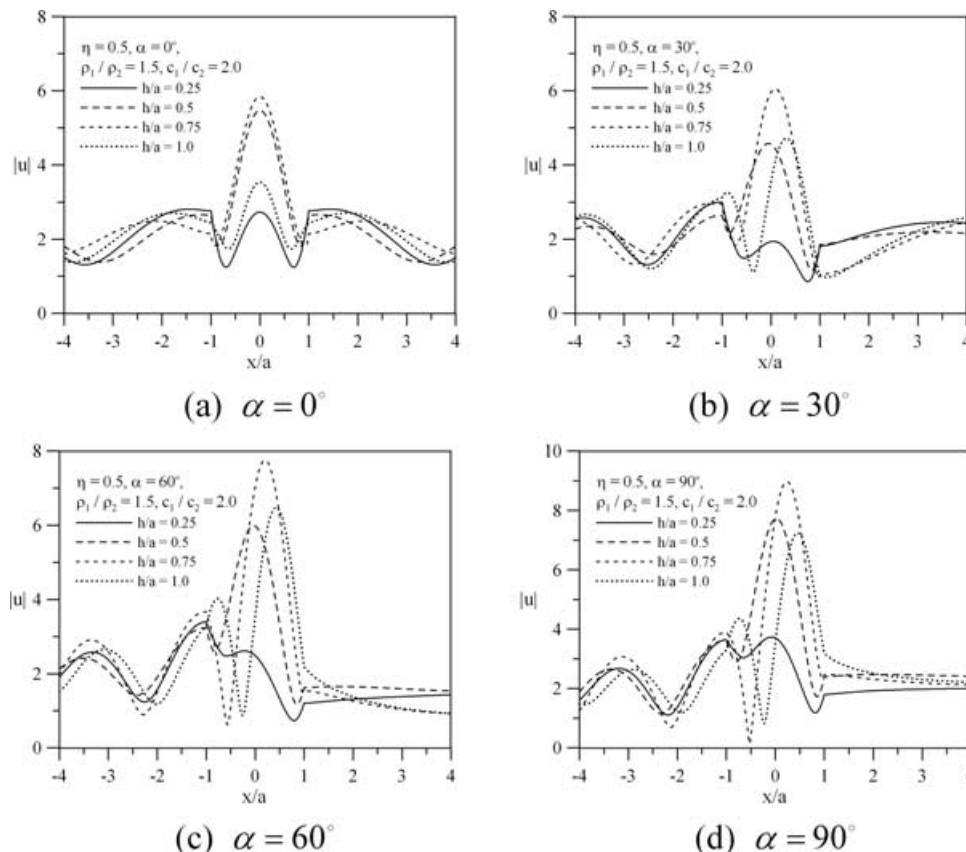 8
6
4
2
0
|u|
η = 0.5, α = 0°,
ρ₁ / ρ₂ = 1.5, c₁ / c₂ = 2.0
h/a = 0.25
h/a = 0.5
h/a = 0.75
h/a = 1.0
-4 -3 -2 -1 0 1 2 3 4
x/a
(a) α = 0°
8
6
4
2
0
|u|
η = 0.5, α = 30°,
ρ₁ / ρ₂ = 1.5, c₁ / c₂ = 2.0
h/a = 0.25
h/a = 0.5
h/a = 0.75
h/a = 1.0
-4 -3 -2 -1 0 1 2 3 4
x/a
(b) α = 30°
8
6
4
2
0
|u|
η = 0.5, α = 60°,
ρ₁ / ρ₂ = 1.5, c₁ / c₂ = 2.0
h/a = 0.25
h/a = 0.5
h/a = 0.75
h/a = 1.0
-4 -3 -2 -1 0 1 2 3 4
x/a
(c) α = 60°
10
8
6
4
2
0
|u|
η = 0.5, α = 90°,
ρ₁ / ρ₂ = 1.5, c₁ / c₂ = 2.0
h/a = 0.25
h/a = 0.5
h/a = 0.75
h/a = 1.0
-4 -3 -2 -1 0 1 2 3 4
x/a
(d) α = 90°